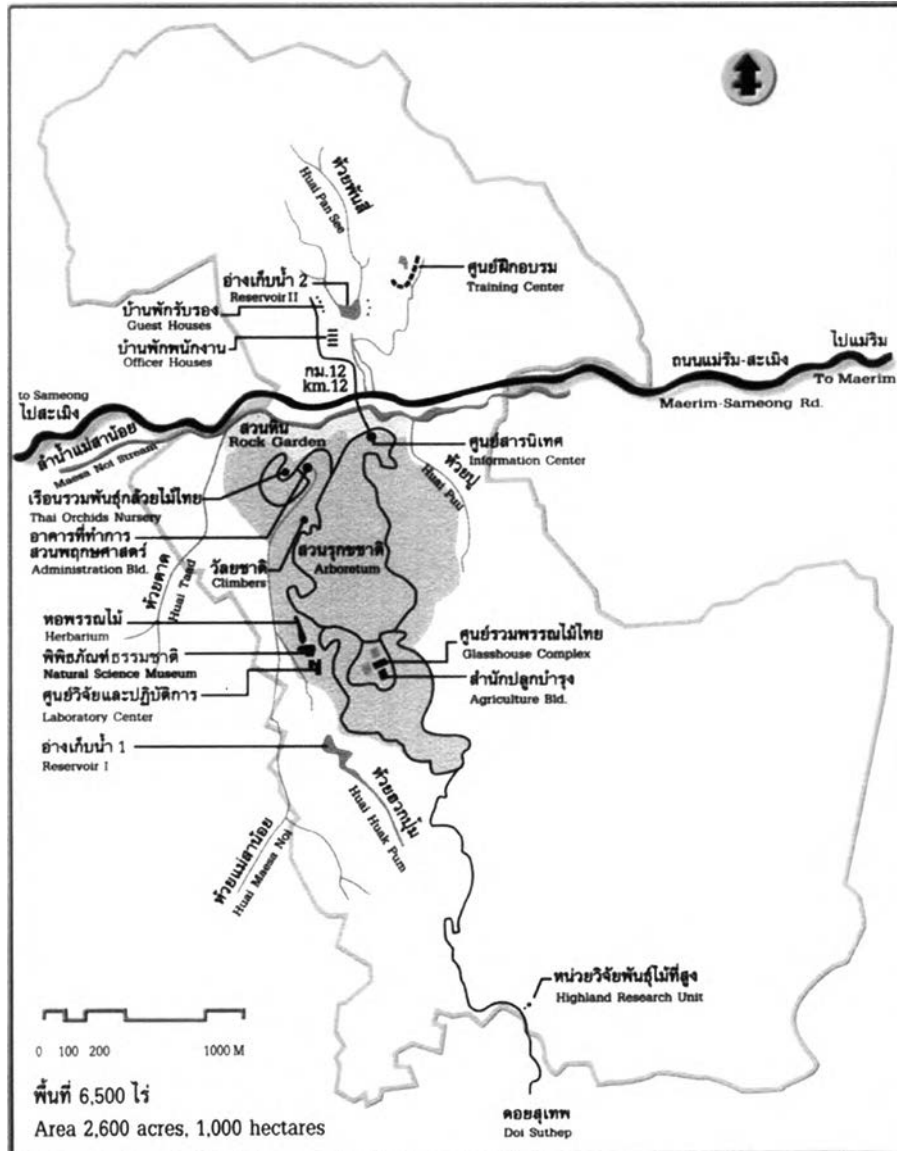 ห้วยพันสี่
Huai Pan See
อ่างเก็บน้ำ 2
Reservoir II
ศูนย์ฝึกอบรม
Training Center
บ้านพักรับรอง
Guest Houses
บ้านพักพนักงาน
Officer Houses
กม.12
km.12
ถนนแม่ริม-สะเมิง
Maerim-Sameong Rd.
ไปแม่ริม
To Maerim
to Sameong
ไปสะเมิง
ลำน้ำแม่สาน้อย
Maesa Noi Stream
สวนหิน
Rock Garden
ศูนย์สารนิเทศ
Information Center
ห้วยปู
Huai Puu
เรือนรวมพันธุ์กล้วยไม้ไทย
Thai Orchids Nursery
อาคารที่ทำการ
สวนพฤกษศาสตร์
Administration Bld.
วัลยชาติ
Climbers
สวนรุกขชาติ
Arboretum
ห้วยตาด
Huai Taad
หอพรรณไม้
Herbarium
พิพิธภัณฑ์ธรรมชาติ
Natural Science Museum
ศูนย์วิจัยและปฏิบัติการ
Laboratory Center
ศูนย์รวมพรรณไม้ไทย
Glasshouse Complex
สำนักปลูกบำรุง
Agriculture Bld.
อ่างเก็บน้ำ 1
Reservoir I
ห้วยฮวกปุ้ม
Huai Huak Pum
ห้วยแม่สาน้อย
Huai Maesa Noi
หน่วยวิจัยพันธุ์ไม้ที่สูง
Highland Research Unit
0 100 200 1000 M
พื้นที่ 6,500 ไร่
Area 2,600 acres, 1,000 hectares
ดอยสุเทพ
Doi Suthep